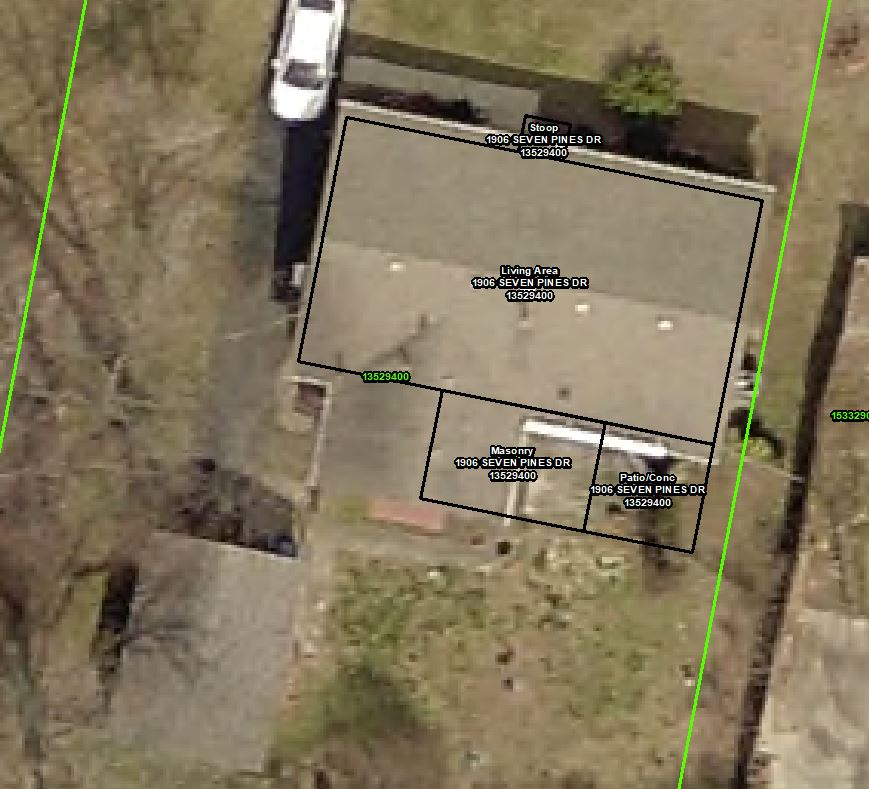 Stoop
1906 SEVEN PINES DR
13529400
Living Area
1906 SEVEN PINES DR
13529400
13529400
Masonry
1906 SEVEN PINES DR
13529400
Patio/Conc
1906 SEVEN PINES DR
13529400
1533290